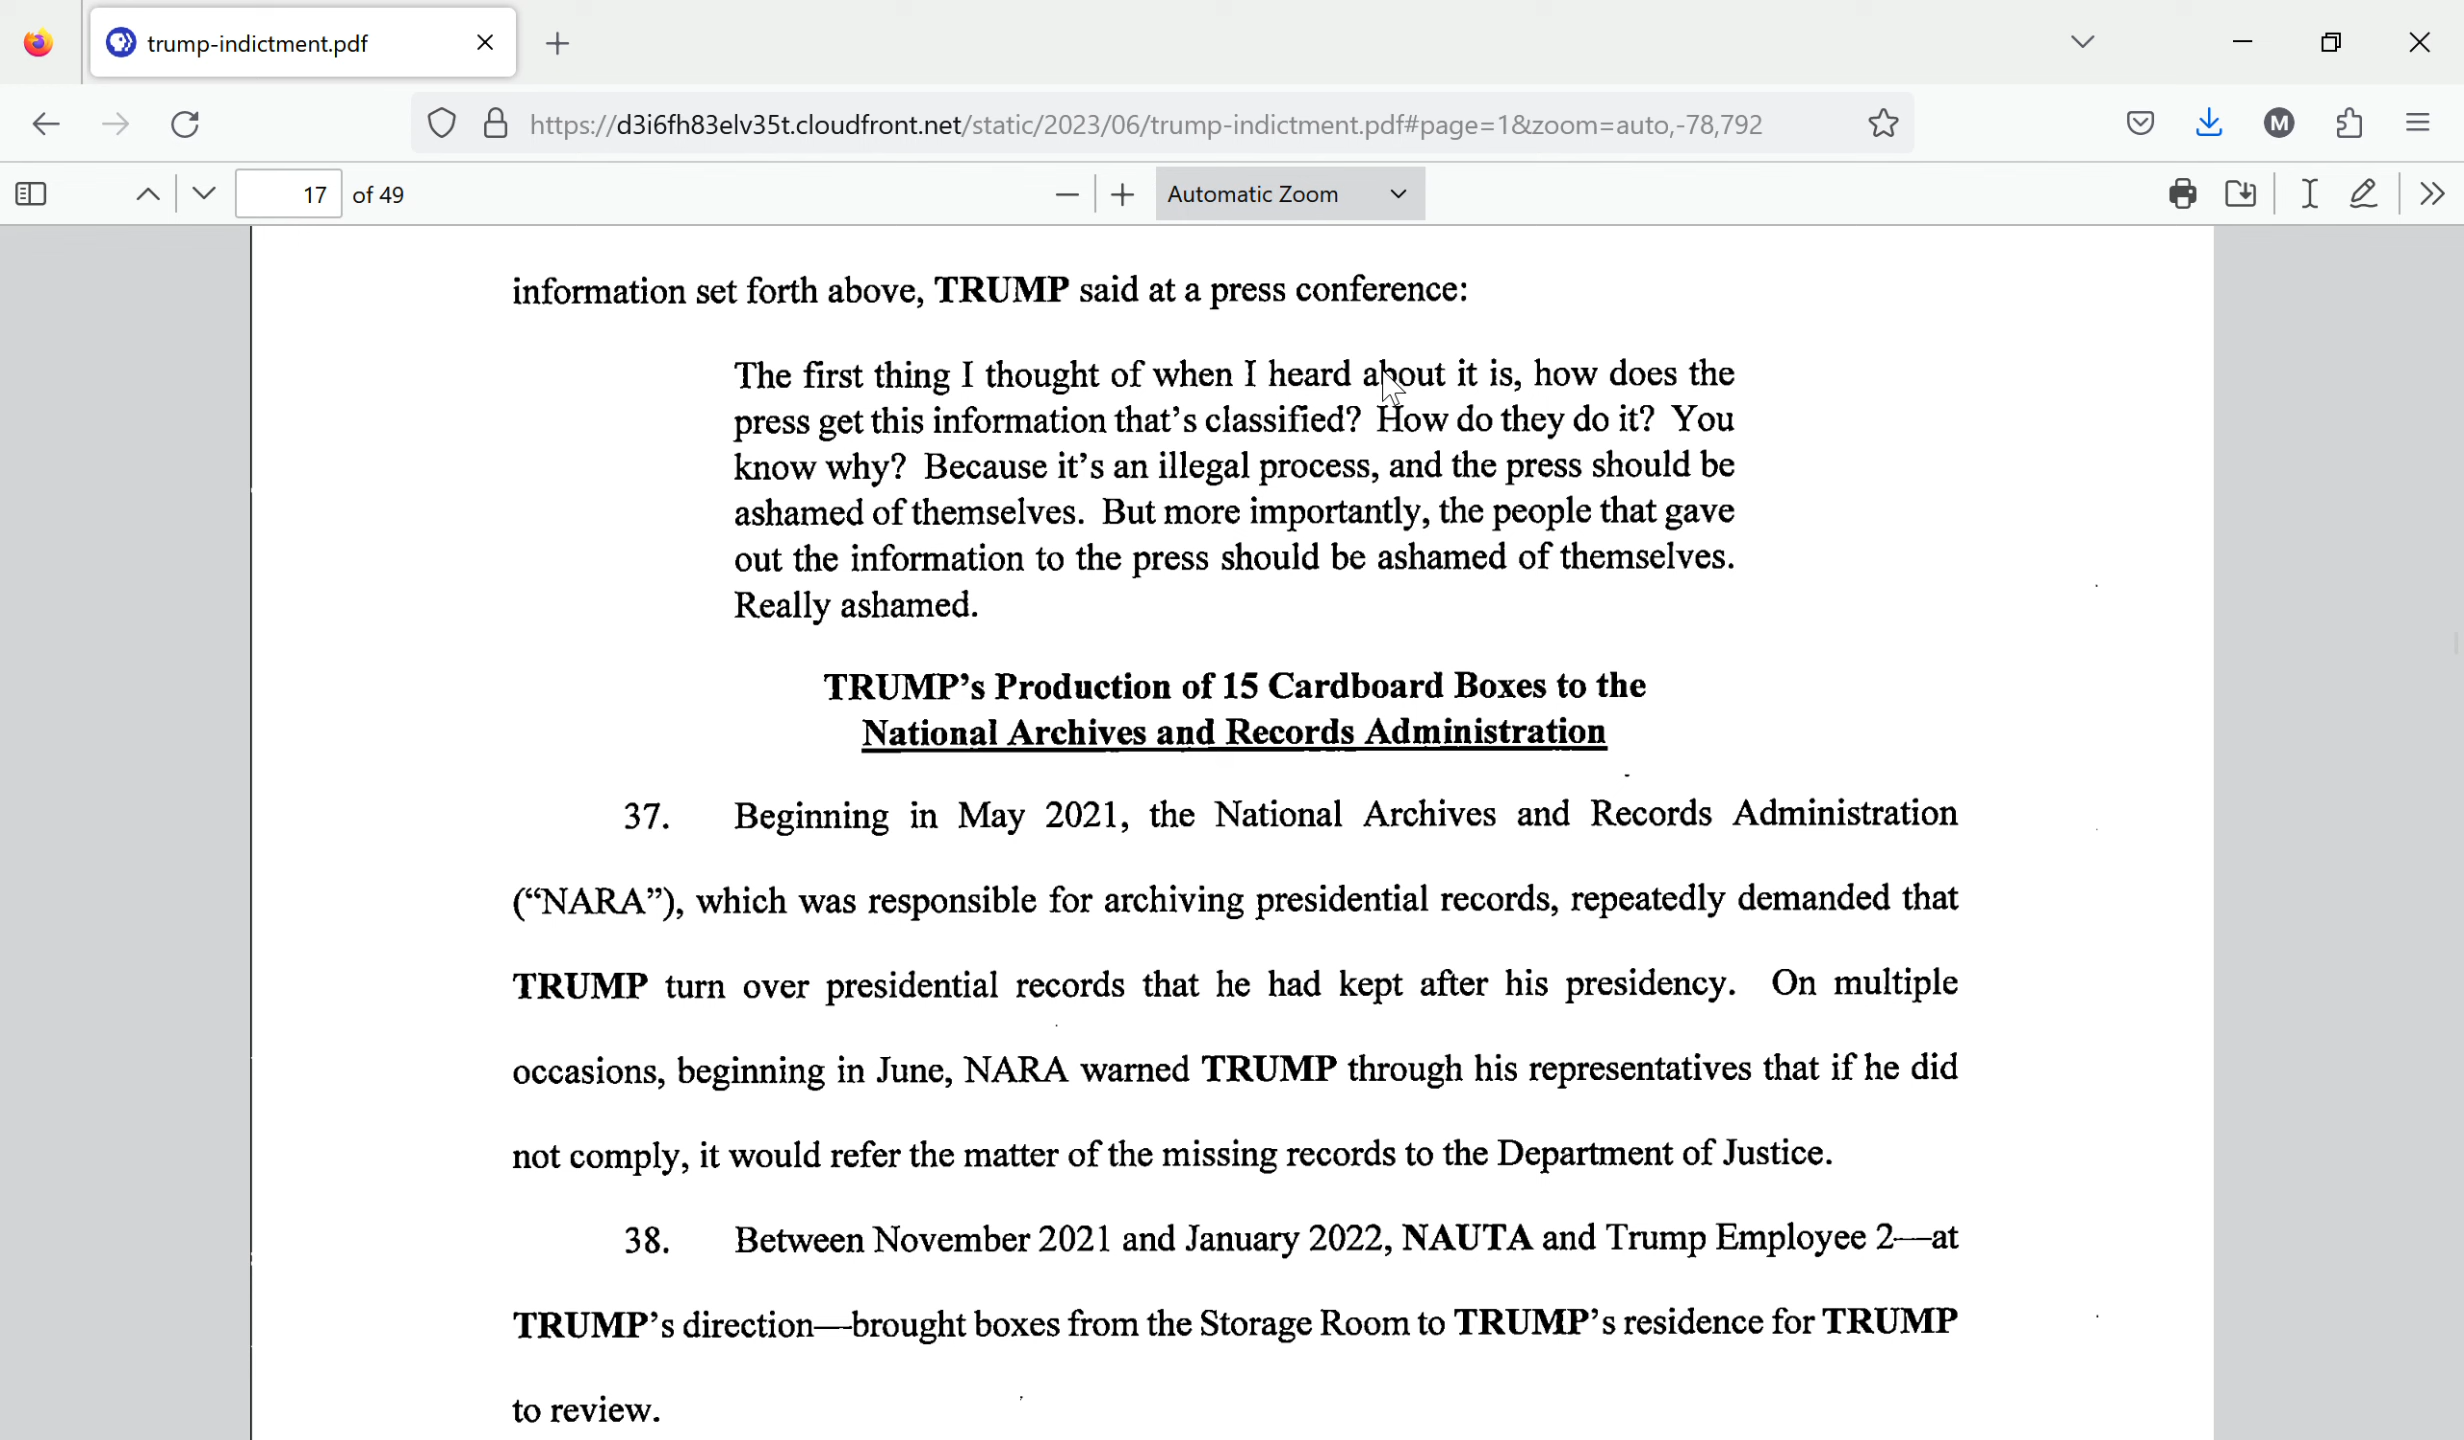 trump-indictment.pdf
https://d3i6fh83elv35t.cloudfront.net/static/2023/06/trump-indictment.pdf#page=1&zoom=auto,-78,792
M
17 of 49
Automatic Zoom
information set forth above, TRUMP said at a press conference:
The first thing I thought of when I heard about it is, how does the
press get this information that's classified? How do they do it? You
know why? Because it's an illegal process, and the press should be
ashamed of themselves. But more importantly, the people that gave
out the information to the press should be ashamed of themselves.
Really ashamed.
TRUMP's Production of 15 Cardboard Boxes to the
National Archives and Records Administration
37. Beginning in May 2021, the National Archives and Records Administration
(“NARA”), which was responsible for archiving presidential records, repeatedly demanded that
TRUMP turn over presidential records that he had kept after his presidency. On multiple
occasions, beginning in June, NARA warned TRUMP through his representatives that if he did
not comply, it would refer the matter of the missing records to the Department of Justice.
38. Between November 2021 and January 2022, NAUTA and Trump Employee 2—at
TRUMP's direction—brought boxes from the Storage Room to TRUMP's residence for TRUMP
to review.